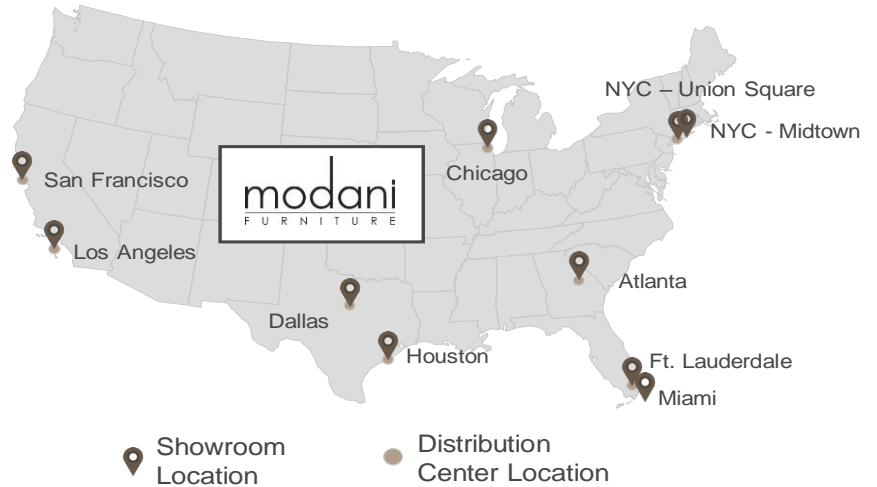 NYC – Union Square
NYC - Midtown
Chicago
San Francisco
modani
FURNITURE
Los Angeles
Atlanta
Dallas
Houston
Ft. Lauderdale
Miami
Showroom
Location
Distribution
Center Location